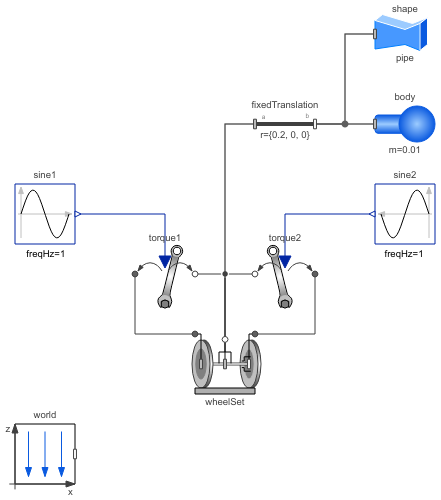 shape
pipe
body
fixedTranslation
a
b
r={0.2, 0, 0}
m=0.01
sine1
sine2
freqHz=1
freqHz=1
torque1
torque2
wheelSet
world
z
x